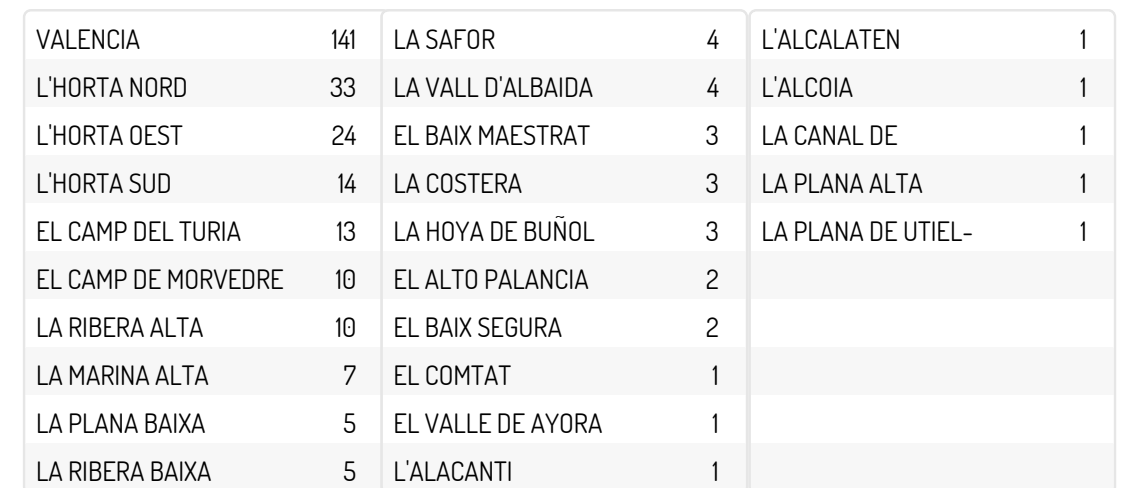 VALENCIA 141
L'HORTA NORD 33
L'HORTA OEST 24
L'HORTA SUD 14
EL CAMP DEL TURIA 13
EL CAMP DE MORVEDRE 10
LA RIBERA ALTA 10
LA MARINA ALTA 7
LA PLANA BAIXA 5
LA RIBERA BAIXA 5
LA SAFOR 4
LA VALL D'ALBAIDA 4
EL BAIX MAESTRAT 3
LA COSTERA 3
LA HOYA DE BUÑOL 3
EL ALTO PALANCIA 2
EL BAIX SEGURA 2
EL COMTAT 1
EL VALLE DE AYORA 1
L'ALACANTI 1
L'ALCALATEN 1
L'ALCOIA 1
LA CANAL DE 1
LA PLANA ALTA 1
LA PLANA DE UTIEL- 1